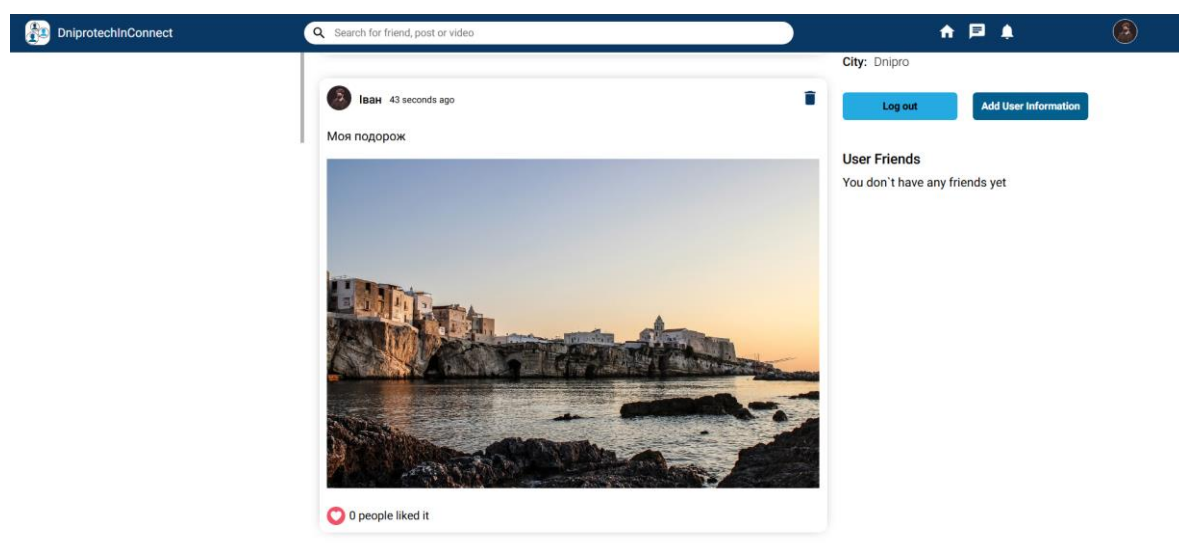 DniprotechInConnect
Search for friend, post or video
Іван 43 seconds ago
Моя подорож
0 people liked it
City: Dnipro
Log out Add User Information
User Friends
You don`t have any friends yet